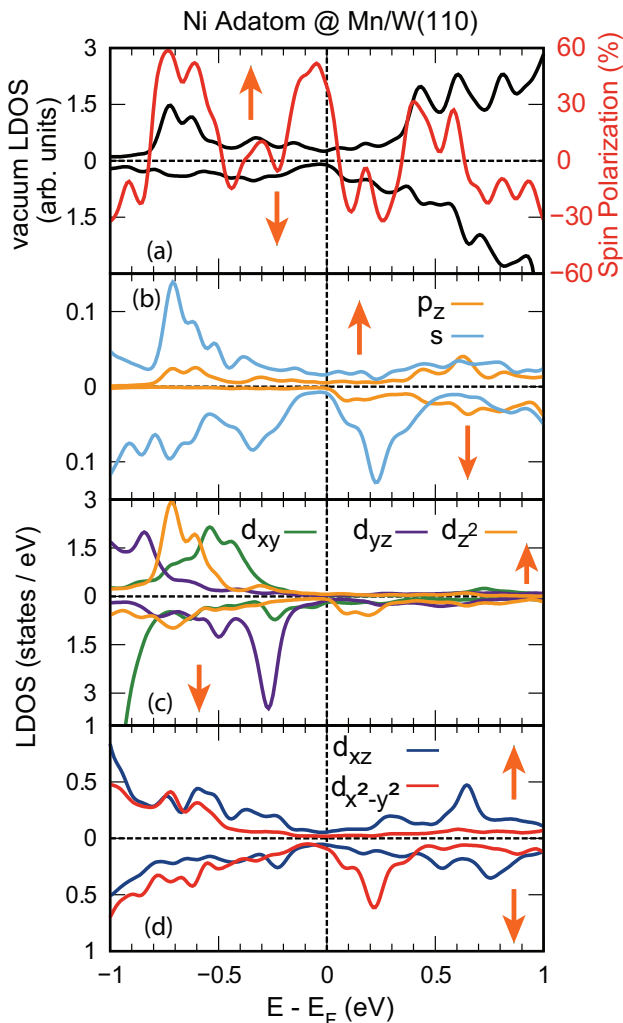 Ni Adatom @ Mn/W(110)
vacuum LDOS
(arb. units)
3
1.5
0
1.5
(a)
60
30
0
−30
−60
Spin Polarization (%)
(b)
p_z
s
0.1
0
0.1
LDOS (states / eV)
3
1.5
0
1.5
3
d_xy
d_yz
d_z²
(c)
1
0.5
0
0.5
1
d_xz
d_x²-y²
(d)
−1
−0.5
0
0.5
1
E - E_F (eV)